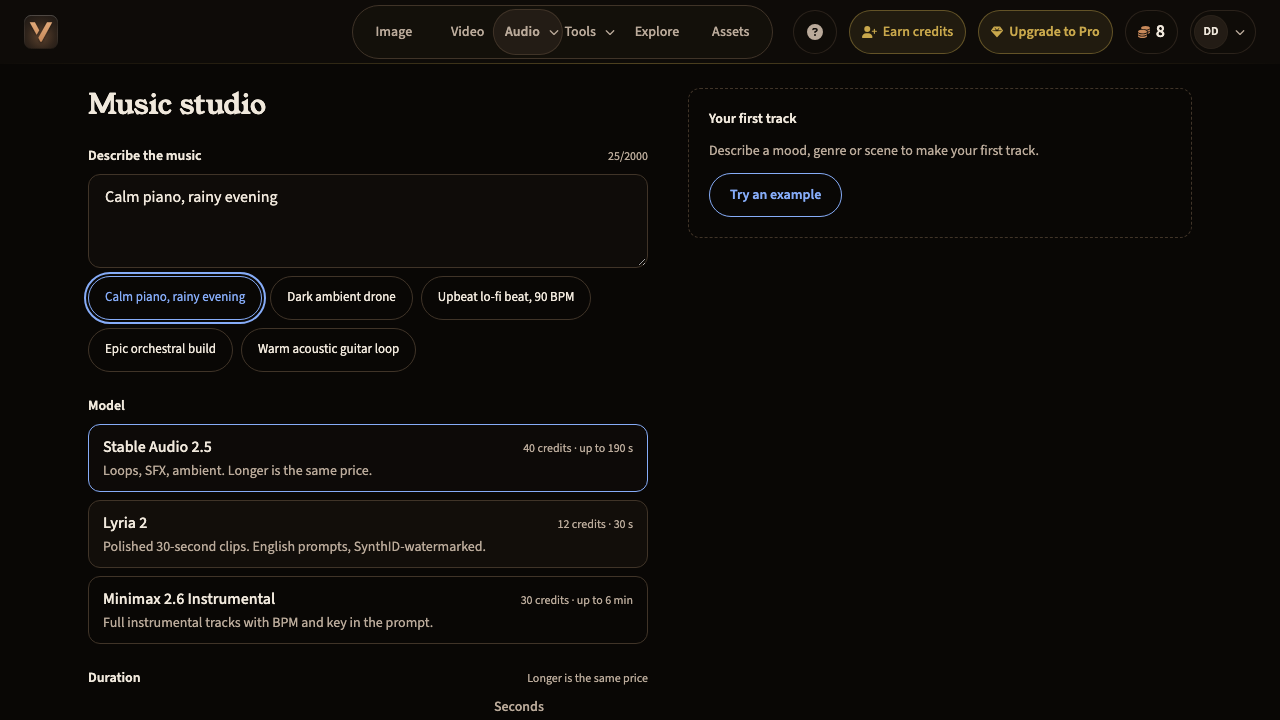 Image Video Audio Tools Explore Assets
? Earn credits Upgrade to Pro 8 DD
Music studio
Describe the music 25/2000
Calm piano, rainy evening
Calm piano, rainy evening Dark ambient drone Upbeat lo-fi beat, 90 BPM
Epic orchestral build Warm acoustic guitar loop
Model
Stable Audio 2.5 40 credits · up to 190 s
Loops, SFX, ambient. Longer is the same price.
Lyria 2 12 credits · 30 s
Polished 30-second clips. English prompts, SynthID-watermarked.
Minimax 2.6 Instrumental 30 credits · up to 6 min
Full instrumental tracks with BPM and key in the prompt.
Duration Longer is the same price
Seconds
Your first track
Describe a mood, genre or scene to make your first track.
Try an example